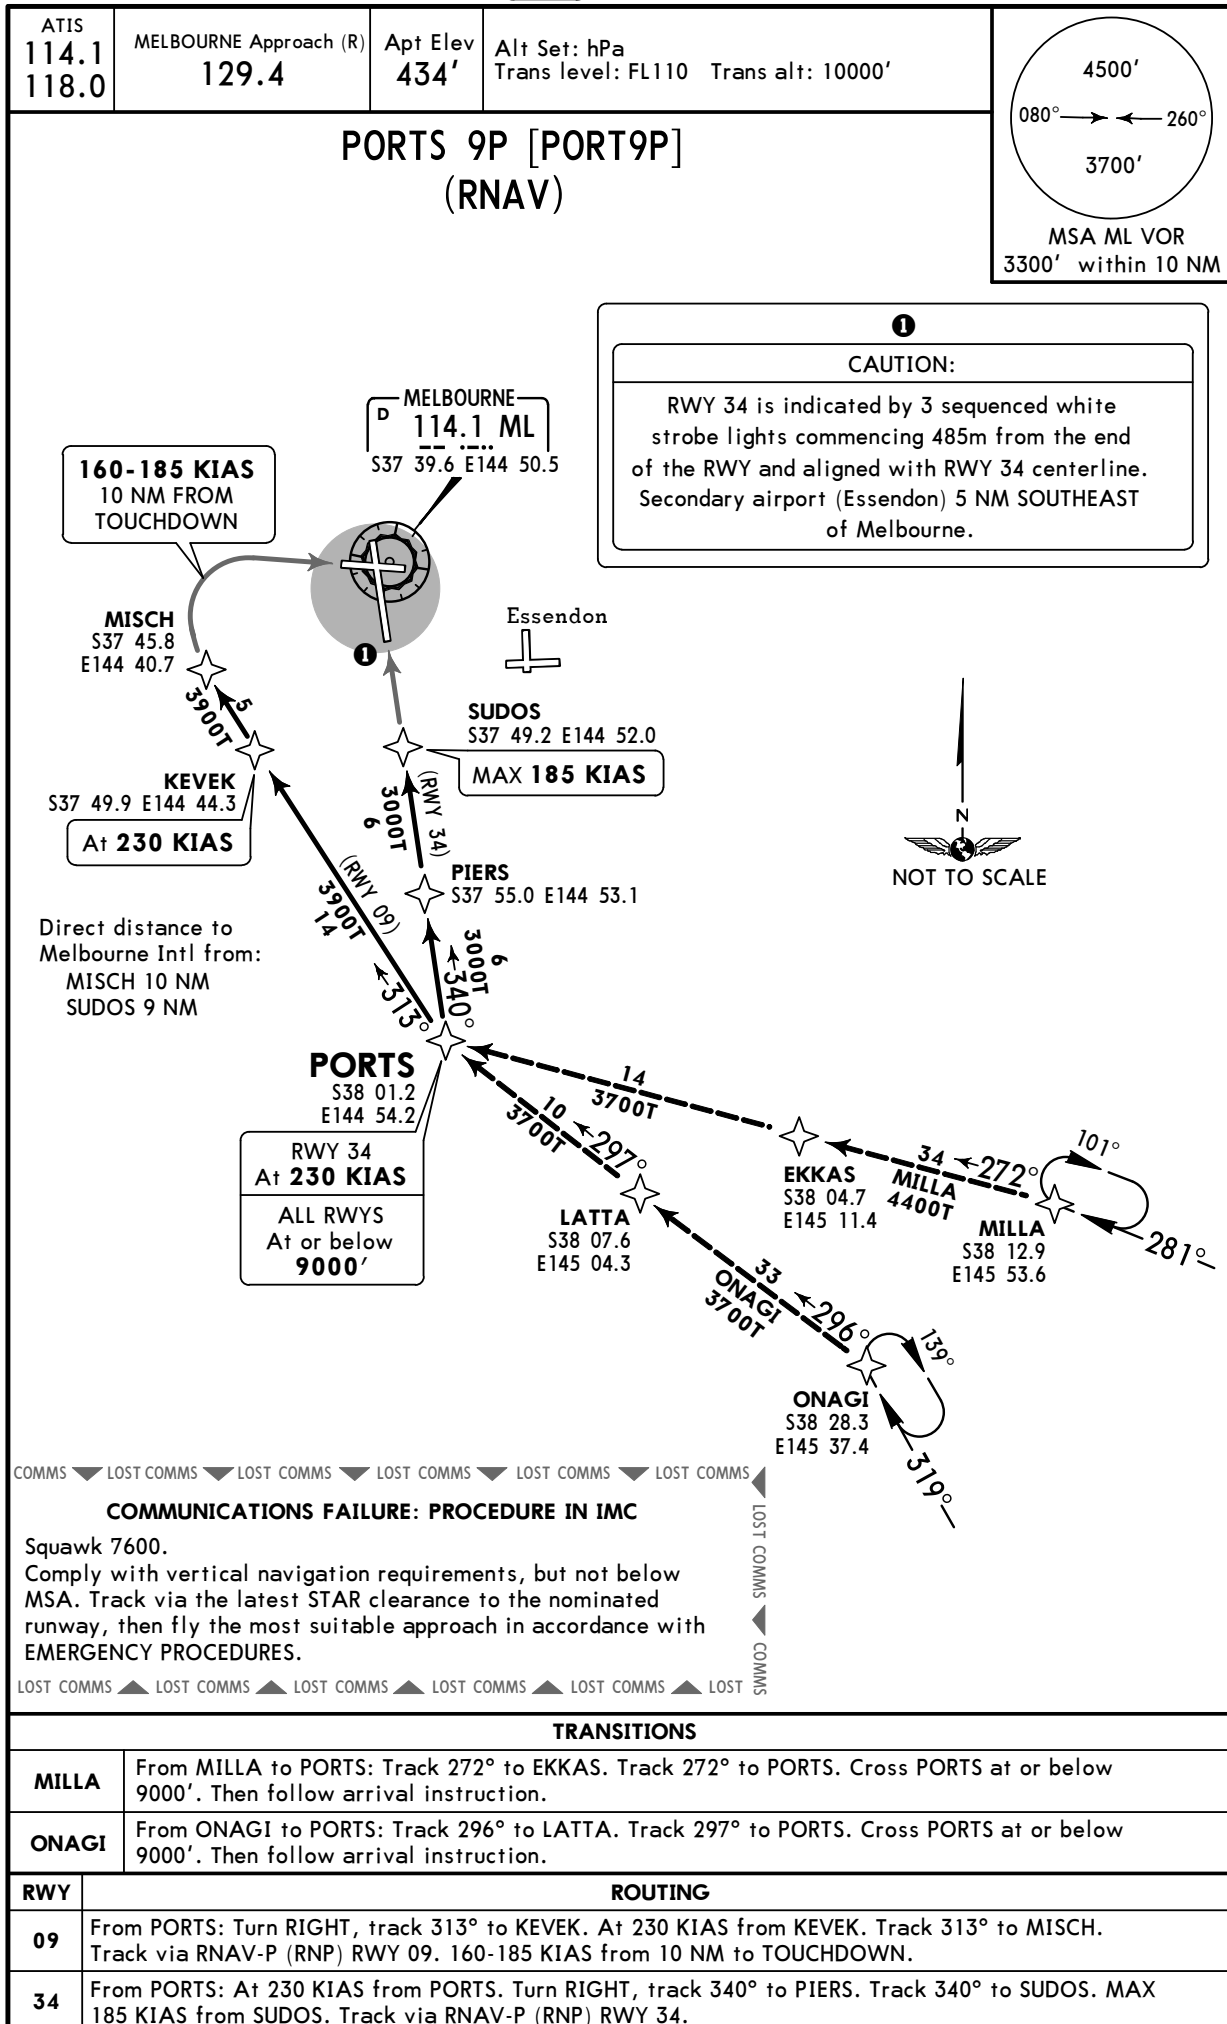 ATIS
114.1
118.0
MELBOURNE Approach (R)
129.4
Apt Elev
434'
Alt Set: hPa
Trans level: FL110 Trans alt: 10000'
4500'
080° 260°
3700'
MSA ML VOR
3300' within 10 NM
PORTS 9P [PORT9P]
(RNAV)
1
CAUTION:
RWY 34 is indicated by 3 sequenced white
strobe lights commencing 485m from the end
of the RWY and aligned with RWY 34 centerline.
Secondary airport (Essendon) 5 NM SOUTHEAST
of Melbourne.
MELBOURNE
D 114.1 ML
S37 39.6 E144 50.5
160-185 KIAS
10 NM FROM
TOUCHDOWN
MISCH
S37 45.8
E144 40.7
1
Essendon
5
3900T
SUDOS
S37 49.2 E144 52.0
MAX 185 KIAS
KEVEK
S37 49.9 E144 44.3
At 230 KIAS
(RWY 34)
3000T
6
N
NOT TO SCALE
PIERS
S37 55.0 E144 53.1
(RWY 09)
3900T
14
Direct distance to
Melbourne Intl from:
MISCH 10 NM
SUDOS 9 NM
6
3000T
340°
313°
PORTS
S38 01.2
E144 54.2
RWY 34
At 230 KIAS
ALL RWYS
At or below
9000'
14
3700T
10
3700T
297°
EKKAS
S38 04.7
E145 11.4
34
272°
MILLA
4400T
101°
MILLA
S38 12.9
E145 53.6
281°
LATTA
S38 07.6
E145 04.3
33
ONAGI
3700T
296°
139°
ONAGI
S38 28.3
E145 37.4
319°
COMMS LOST COMMS LOST COMMS LOST COMMS LOST COMMS LOST COMMS
LOST COMMS
COMMS
COMMUNICATIONS FAILURE: PROCEDURE IN IMC
Squawk 7600.
Comply with vertical navigation requirements, but not below
MSA. Track via the latest STAR clearance to the nominated
runway, then fly the most suitable approach in accordance with
EMERGENCY PROCEDURES.
LOST COMMS LOST COMMS LOST COMMS LOST COMMS LOST COMMS LOST
TRANSITIONS
MILLA
From MILLA to PORTS: Track 272° to EKKAS. Track 272° to PORTS. Cross PORTS at or below
9000'. Then follow arrival instruction.
ONAGI
From ONAGI to PORTS: Track 296° to LATTA. Track 297° to PORTS. Cross PORTS at or below
9000'. Then follow arrival instruction.
RWY ROUTING
09
From PORTS: Turn RIGHT, track 313° to KEVEK. At 230 KIAS from KEVEK. Track 313° to MISCH.
Track via RNAV-P (RNP) RWY 09. 160-185 KIAS from 10 NM to TOUCHDOWN.
34
From PORTS: At 230 KIAS from PORTS. Turn RIGHT, track 340° to PIERS. Track 340° to SUDOS. MAX
185 KIAS from SUDOS. Track via RNAV-P (RNP) RWY 34.